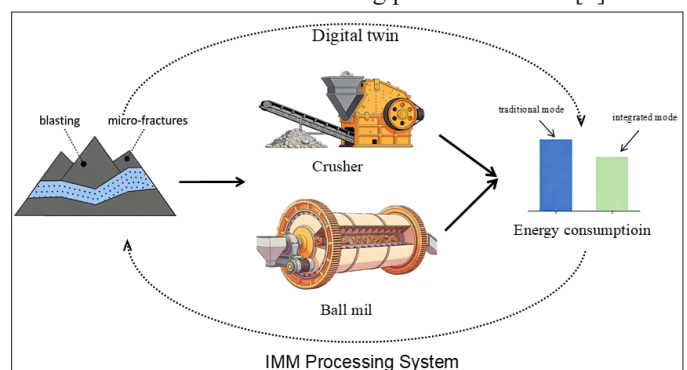 Digital twin
blasting
micro-fractures
Crusher
Ball mil
traditional mode
integrated mode
Energy consumptioin
IMM Processing System